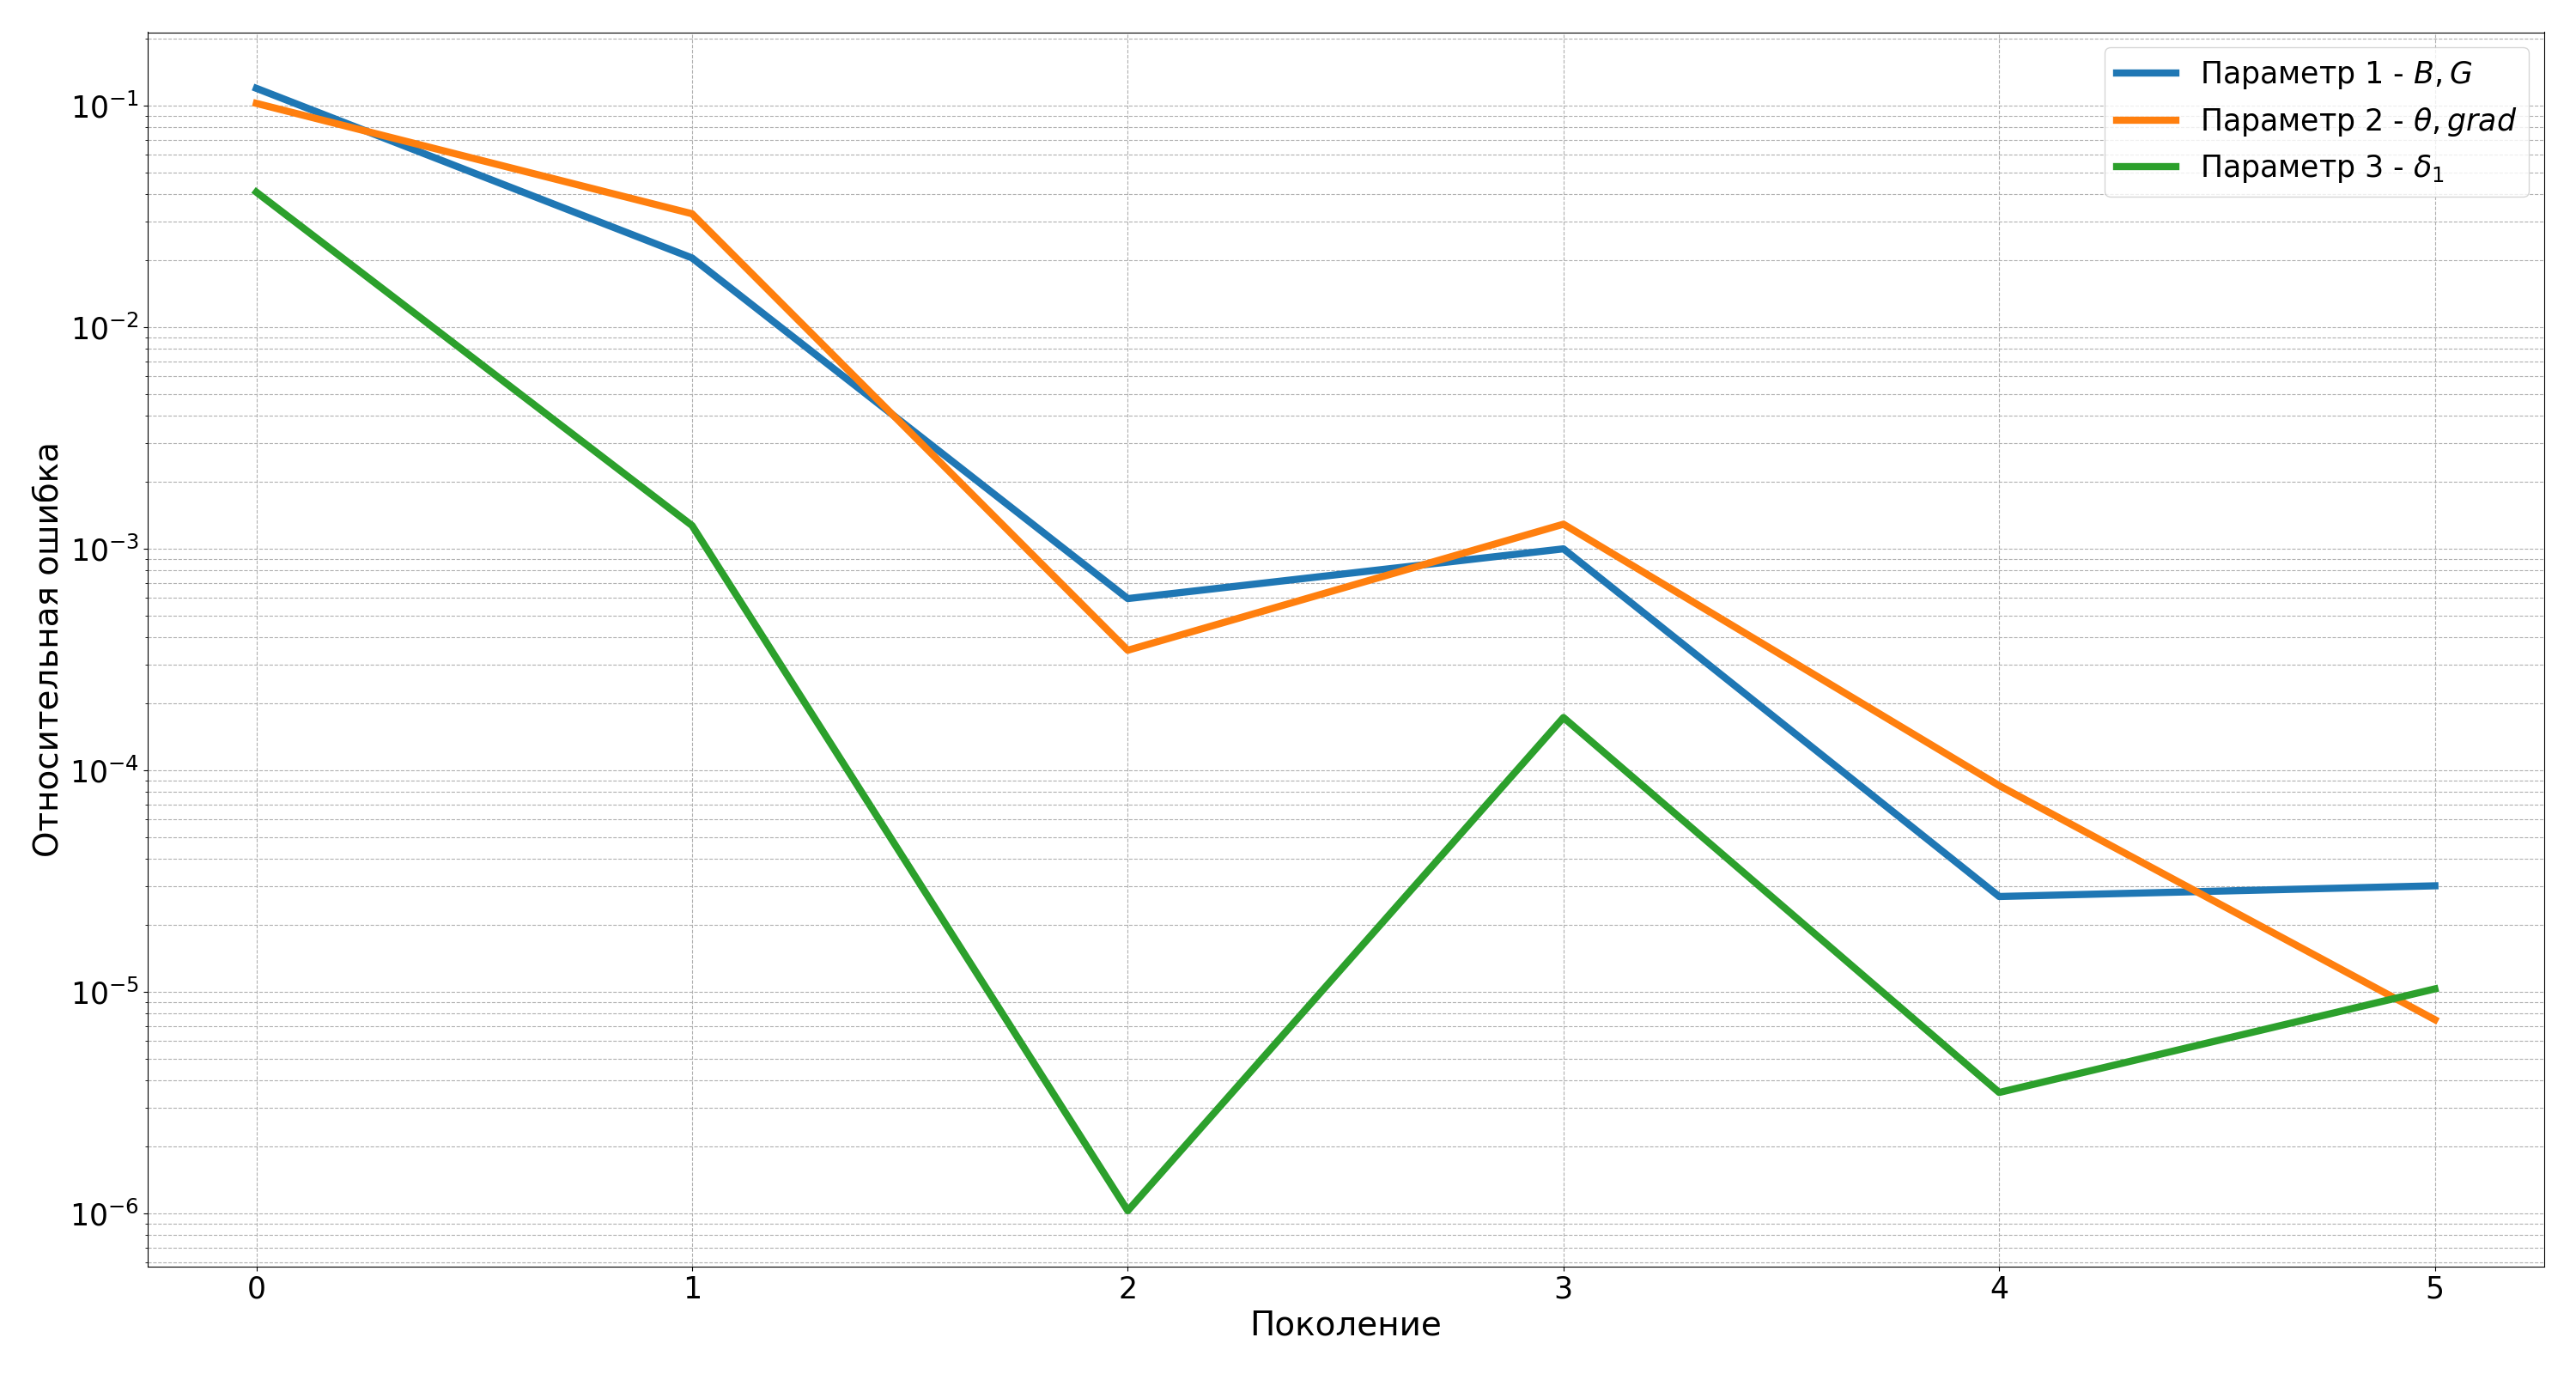 Параметр 1 - B, G
Параметр 2 - θ, grad
Параметр 3 - δ₁
10⁻¹
10⁻²
10⁻³
10⁻⁴
10⁻⁵
10⁻⁶
Относительная ошибка
0 1 2 3 4 5
Поколение